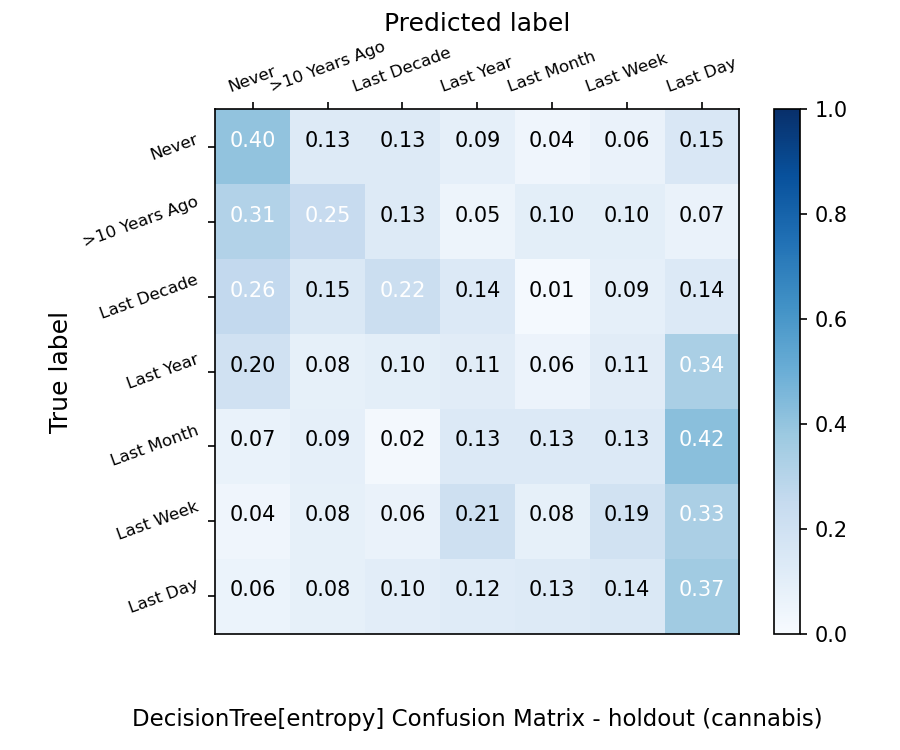 Predicted label
Never >10 Years Ago Last Decade Last Year Last Month Last Week Last Day
True label
Never 0.40 0.13 0.13 0.09 0.04 0.06 0.15
>10 Years Ago 0.31 0.25 0.13 0.05 0.10 0.10 0.07
Last Decade 0.26 0.15 0.22 0.14 0.01 0.09 0.14
Last Year 0.20 0.08 0.10 0.11 0.06 0.11 0.34
Last Month 0.07 0.09 0.02 0.13 0.13 0.13 0.42
Last Week 0.04 0.08 0.06 0.21 0.08 0.19 0.33
Last Day 0.06 0.08 0.10 0.12 0.13 0.14 0.37
1.0
0.8
0.6
0.4
0.2
0.0
DecisionTree[entropy] Confusion Matrix - holdout (cannabis)